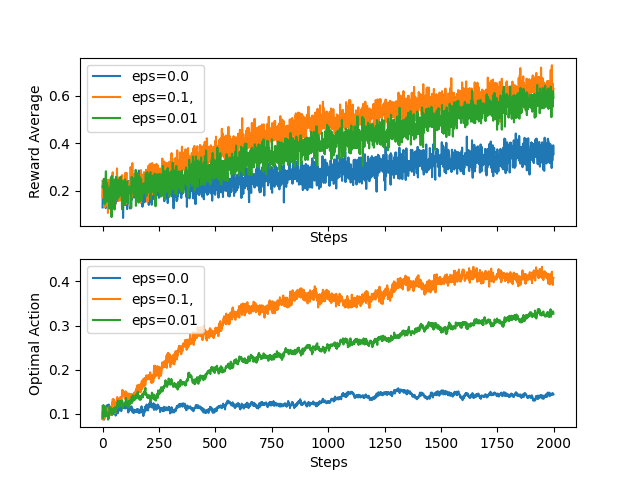 Reward Average
0.6
0.4
0.2
eps=0.0
eps=0.1,
eps=0.01
Steps
Optimal Action
0.4
0.3
0.2
0.1
eps=0.0
eps=0.1,
eps=0.01
0 250 500 750 1000 1250 1500 1750 2000
Steps